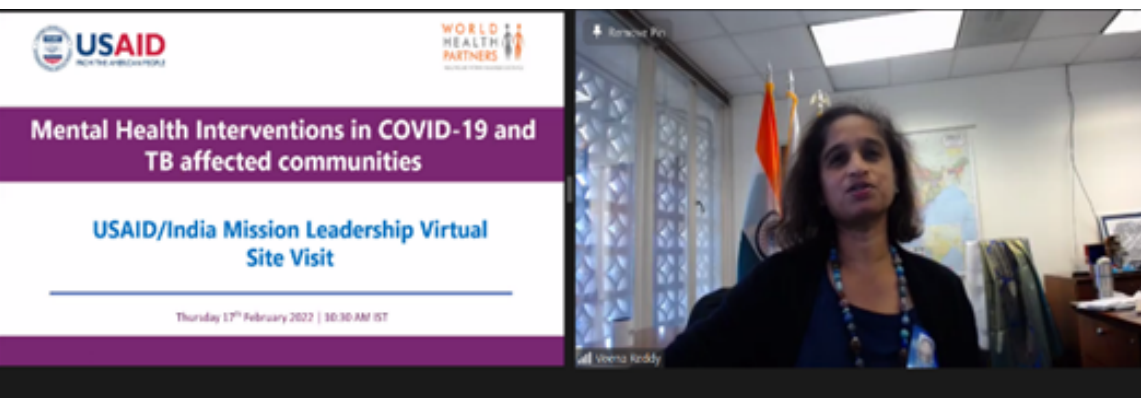 USAID
FROM THE AMERICAN PEOPLE
WORLD
HEALTH
PARTNERS
Mental Health Interventions in COVID-19 and
TB affected communities
USAID/India Mission Leadership Virtual
Site Visit
Thursday 17th February 2022 | 10:30 AM IST
Remove Pin
Veena Reddy